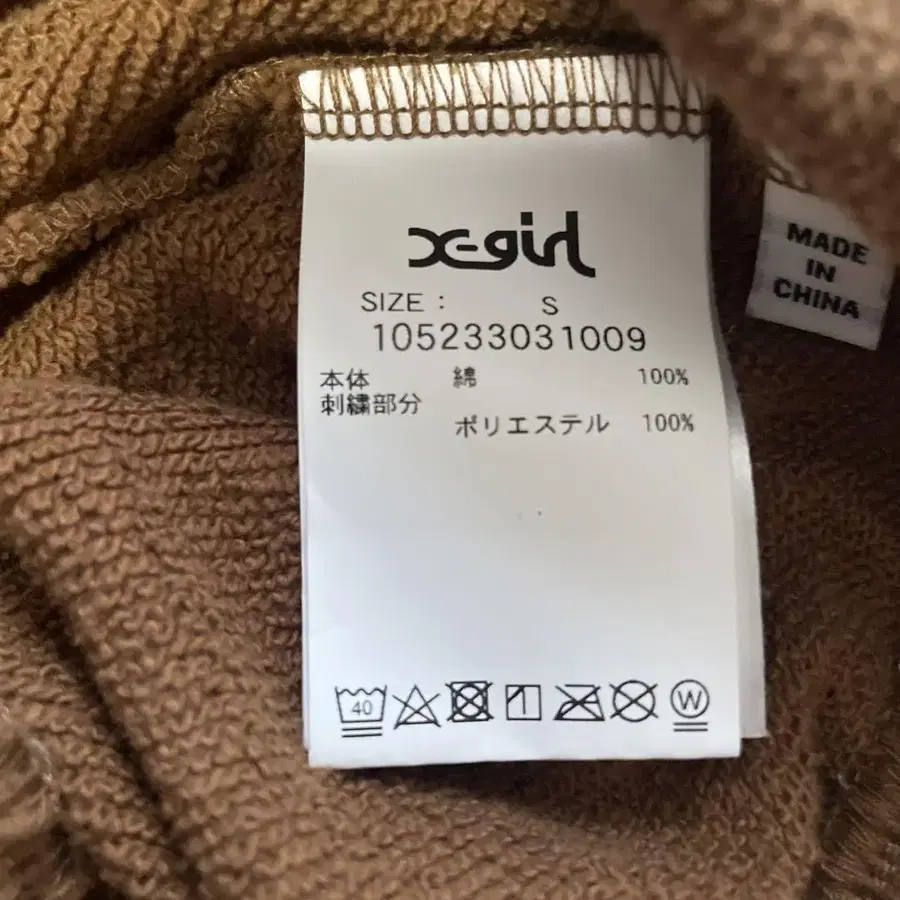 X-girl
SIZE : S
105233031009
本体 綿 100%
刺繍部分
ポリエステル 100%
40
W
MADE
IN
CHINA